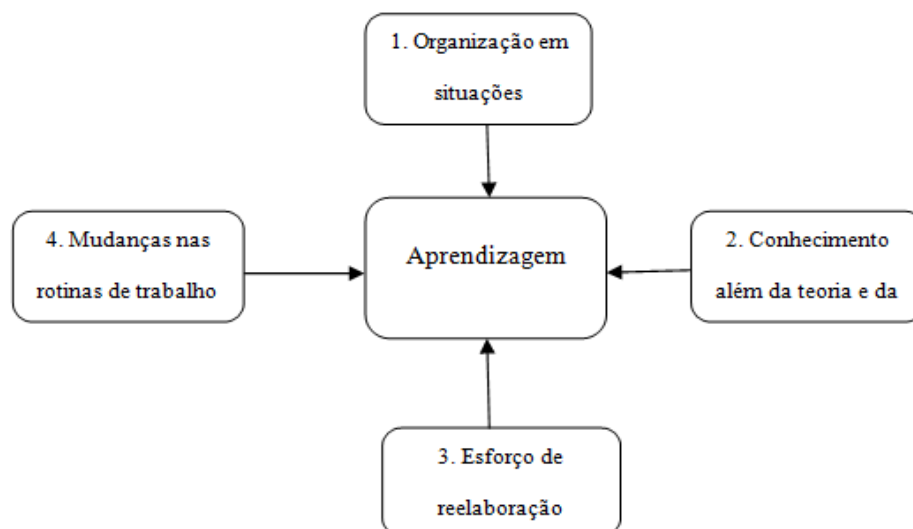 1. Organização em
situações
4. Mudanças nas
rotinas de trabalho
Aprendizagem
2. Conhecimento
além da teoria e da
3. Esforço de
reelaboração